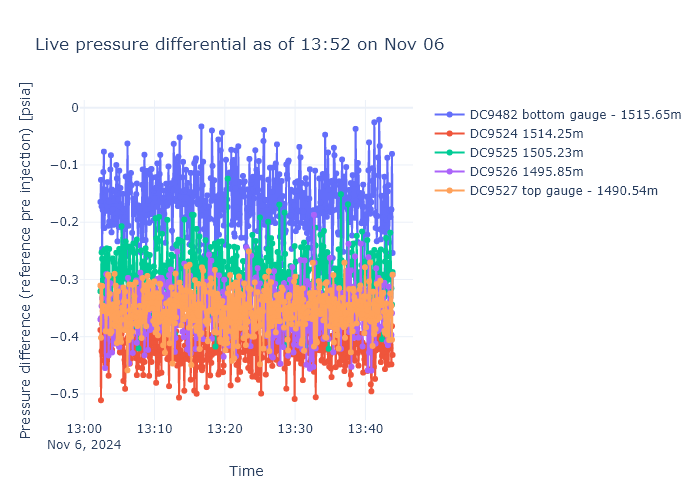 Live pressure differential as of 13:52 on Nov 06
Pressure difference (reference pre injection) [psia]
0
−0.1
−0.2
−0.3
−0.4
−0.5
13:00
Nov 6, 2024
13:10
13:20
13:30
13:40
Time
DC9482 bottom gauge - 1515.65m
DC9524 1514.25m
DC9525 1505.23m
DC9526 1495.85m
DC9527 top gauge - 1490.54m